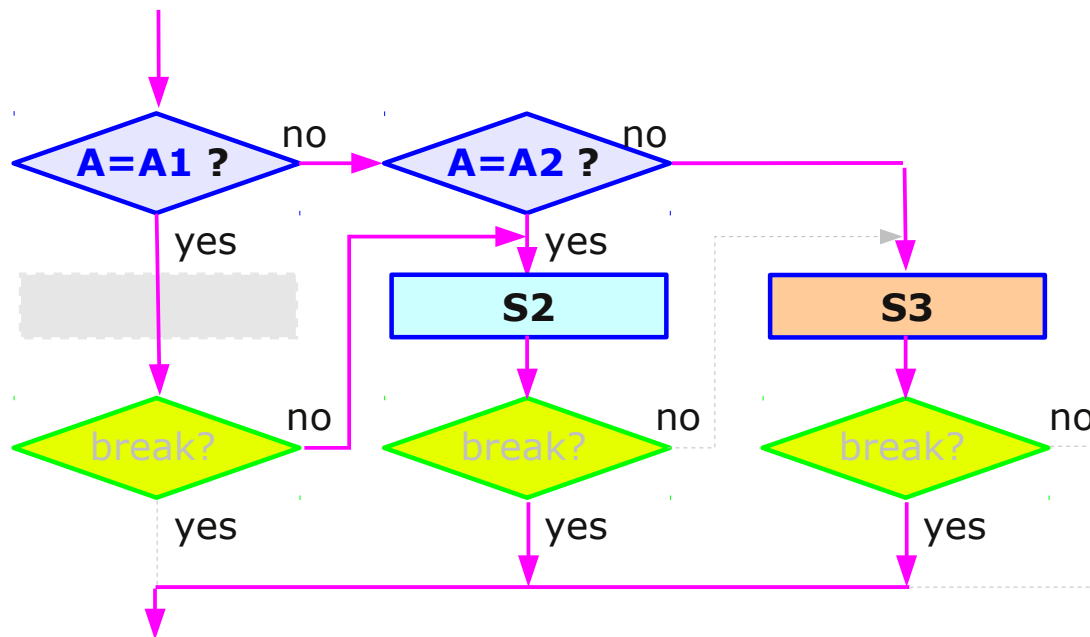 no
no
A=A1 ?
A=A2 ?
yes
yes
S2
S3
no
no
no
break?
break?
break?
yes
yes
yes